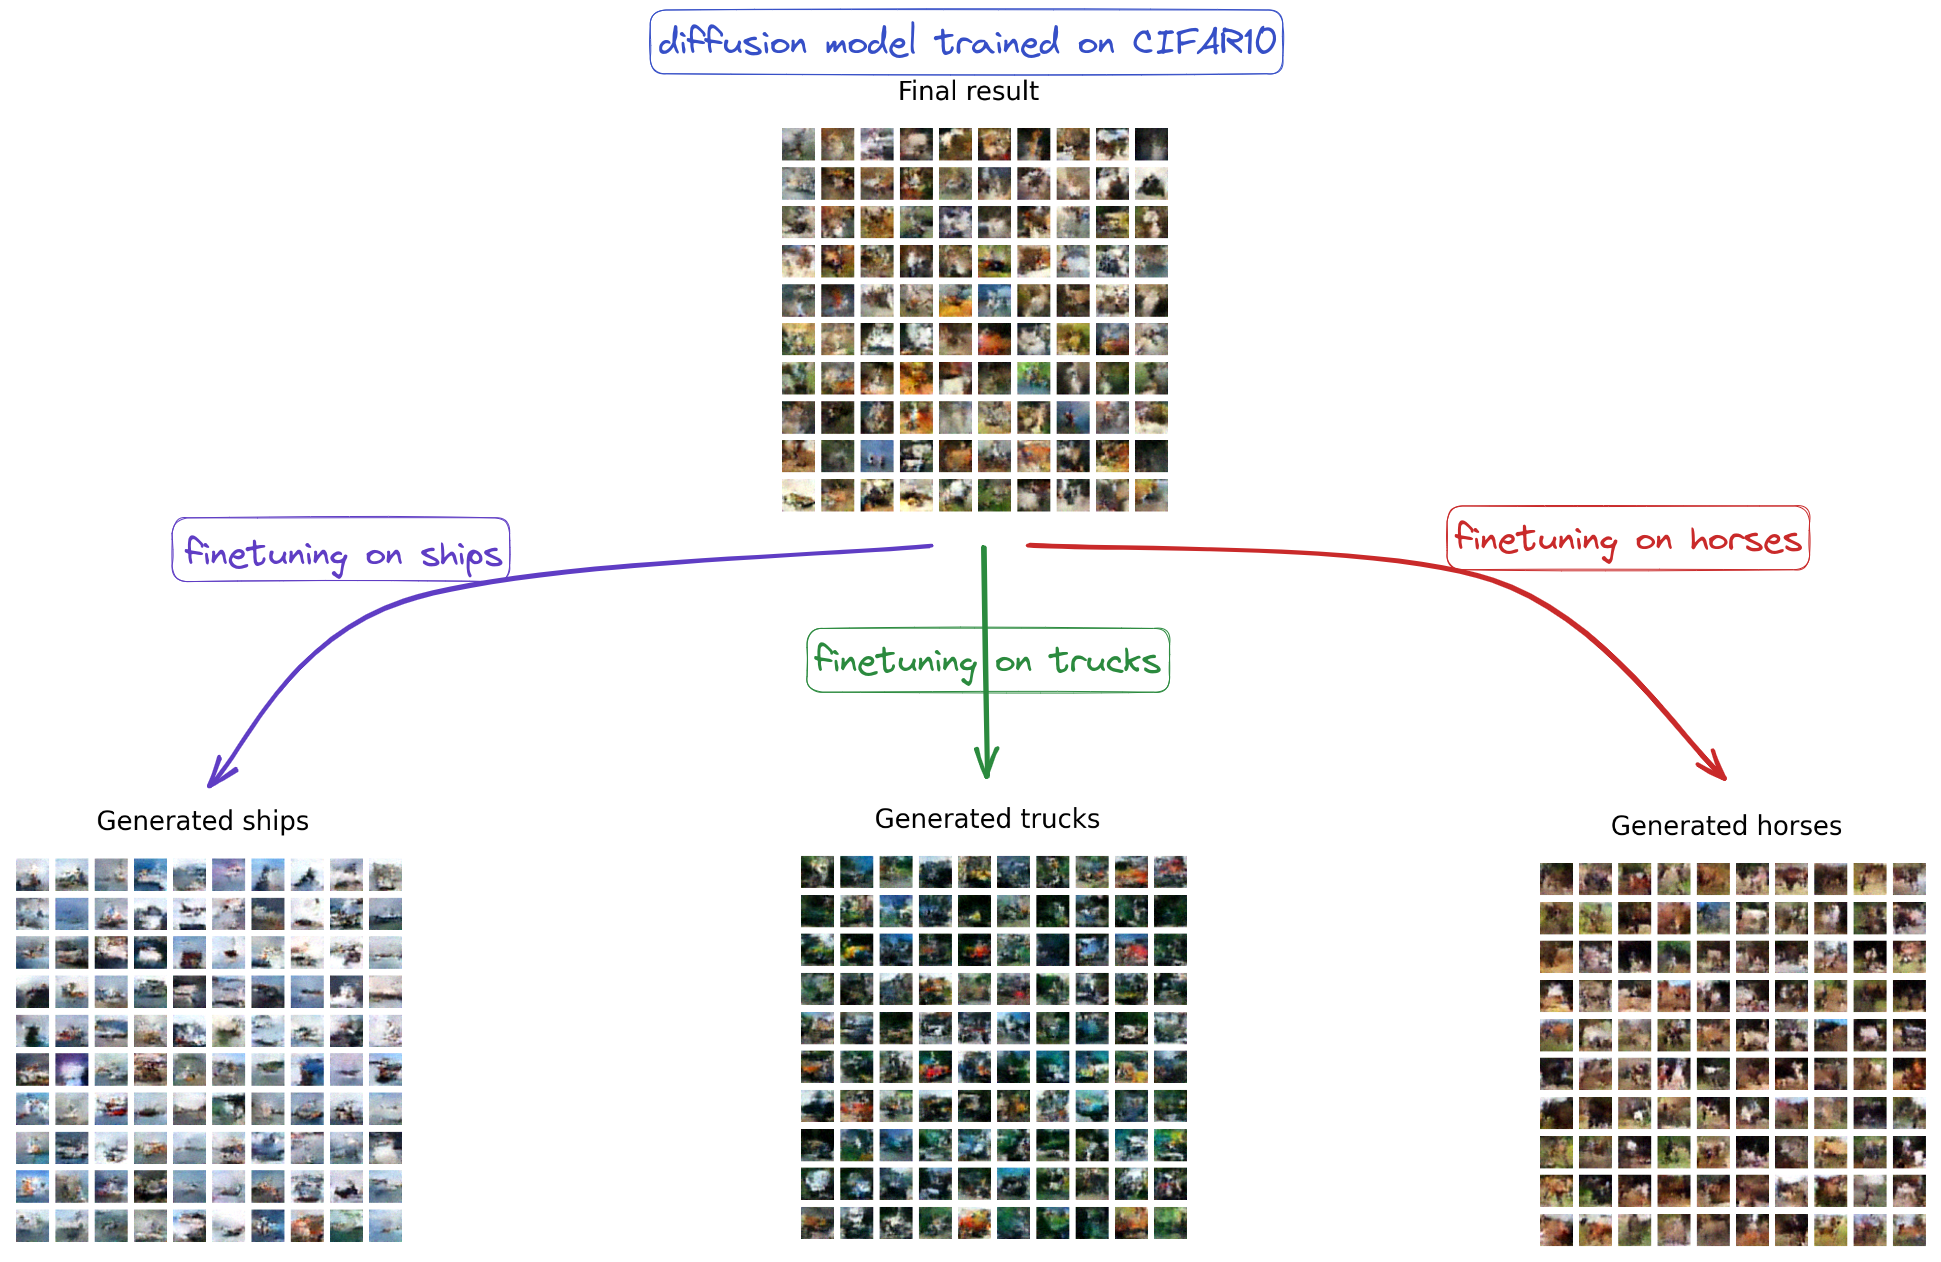 diffusion model trained on CIFAR10
Final result
finetuning on ships
finetuning on horses
finetuning on trucks
Generated ships
Generated trucks
Generated horses